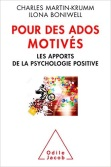 CHARLES MARTIN-KRUMM
ILONA BONIWELL
POUR DES ADOS
MOTIVÉS
LES APPORTS
DE LA PSYCHOLOGIE POSITIVE
Odile
Jacob